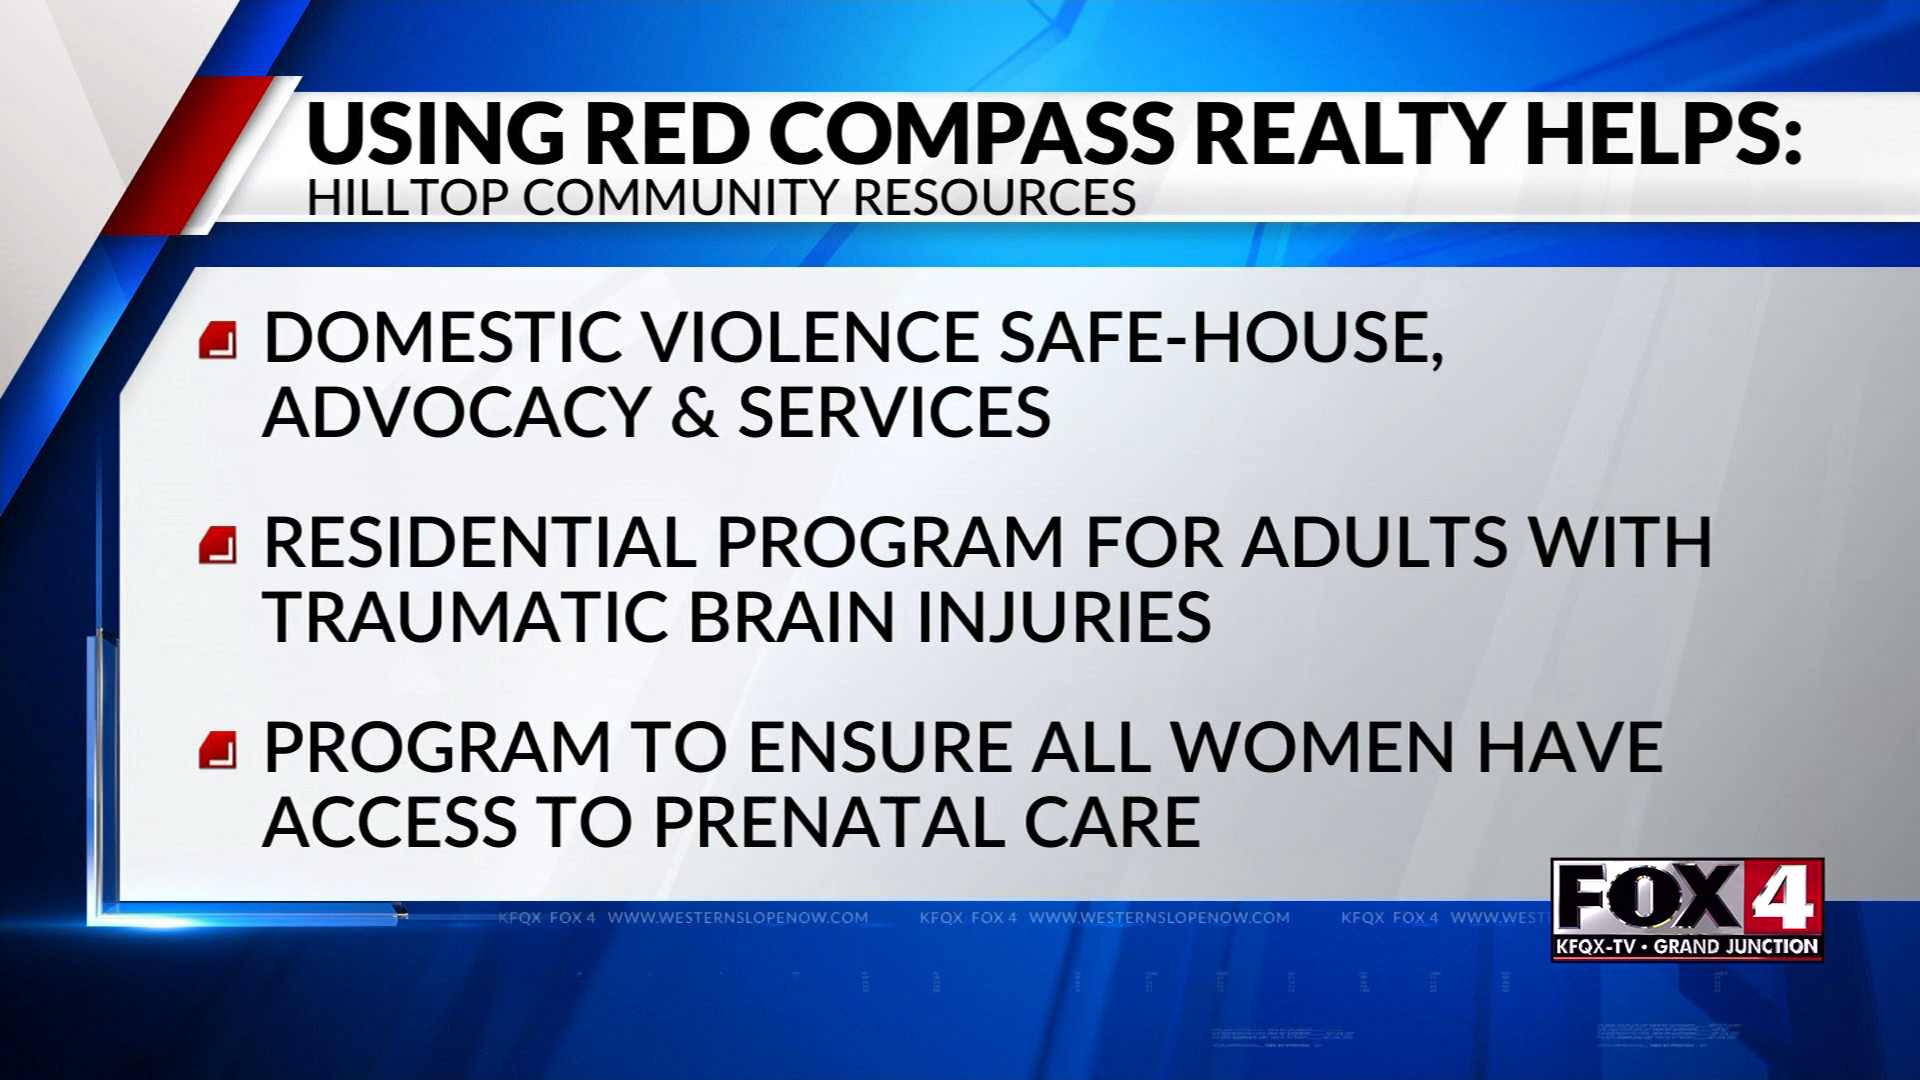 USING RED COMPASS REALTY HELPS:
HILLTOP COMMUNITY RESOURCES
DOMESTIC VIOLENCE SAFE-HOUSE,
ADVOCACY & SERVICES
RESIDENTIAL PROGRAM FOR ADULTS WITH
TRAUMATIC BRAIN INJURIES
PROGRAM TO ENSURE ALL WOMEN HAVE
ACCESS TO PRENATAL CARE
KFQX FOX 4 WWW.WESTERNSLOPENOW.COM KFQX FOX 4 WWW.WESTERNSLOPENOW.COM KFQX FOX 4 WWW.WEST
FOX 4
KFQX-TV • GRAND JUNCTION